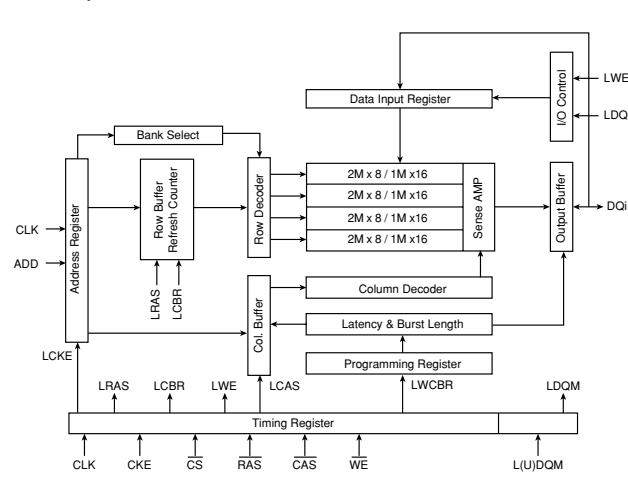 LWE
I/O Control
Data Input Register
LDQ
Bank Select
Address Register
Row Buffer
Refresh Counter
Row Decoder
2M x 8 / 1M x16
2M x 8 / 1M x16
2M x 8 / 1M x16
2M x 8 / 1M x16
Sense AMP
Output Buffer
DQi
CLK
ADD
LRAS
LCBR
Col. Buffer
Column Decoder
Latency & Burst Length
LCKE
Programming Register
LRAS
LCBR
LWE
LCAS
LWCBR
LDQM
Timing Register
CLK
CKE
CS
RAS
CAS
WE
L(U)DQM